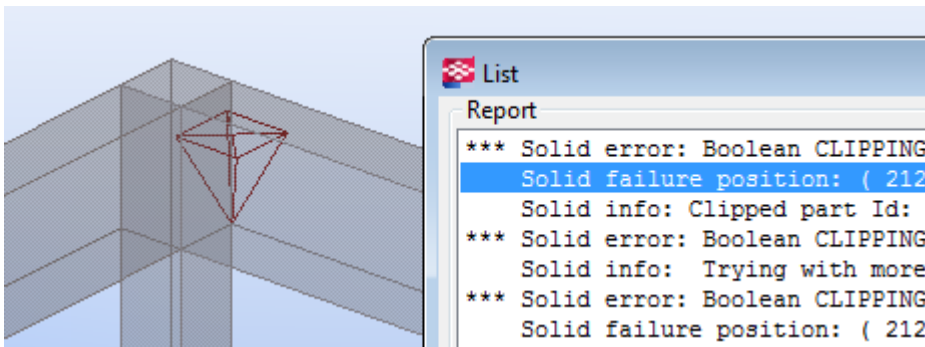 List
Report
*** Solid error: Boolean CLIPPING
Solid failure position: ( 212
Solid info: Clipped part Id:
*** Solid error: Boolean CLIPPING
Solid info:  Trying with more
*** Solid error: Boolean CLIPPING
Solid failure position: ( 212